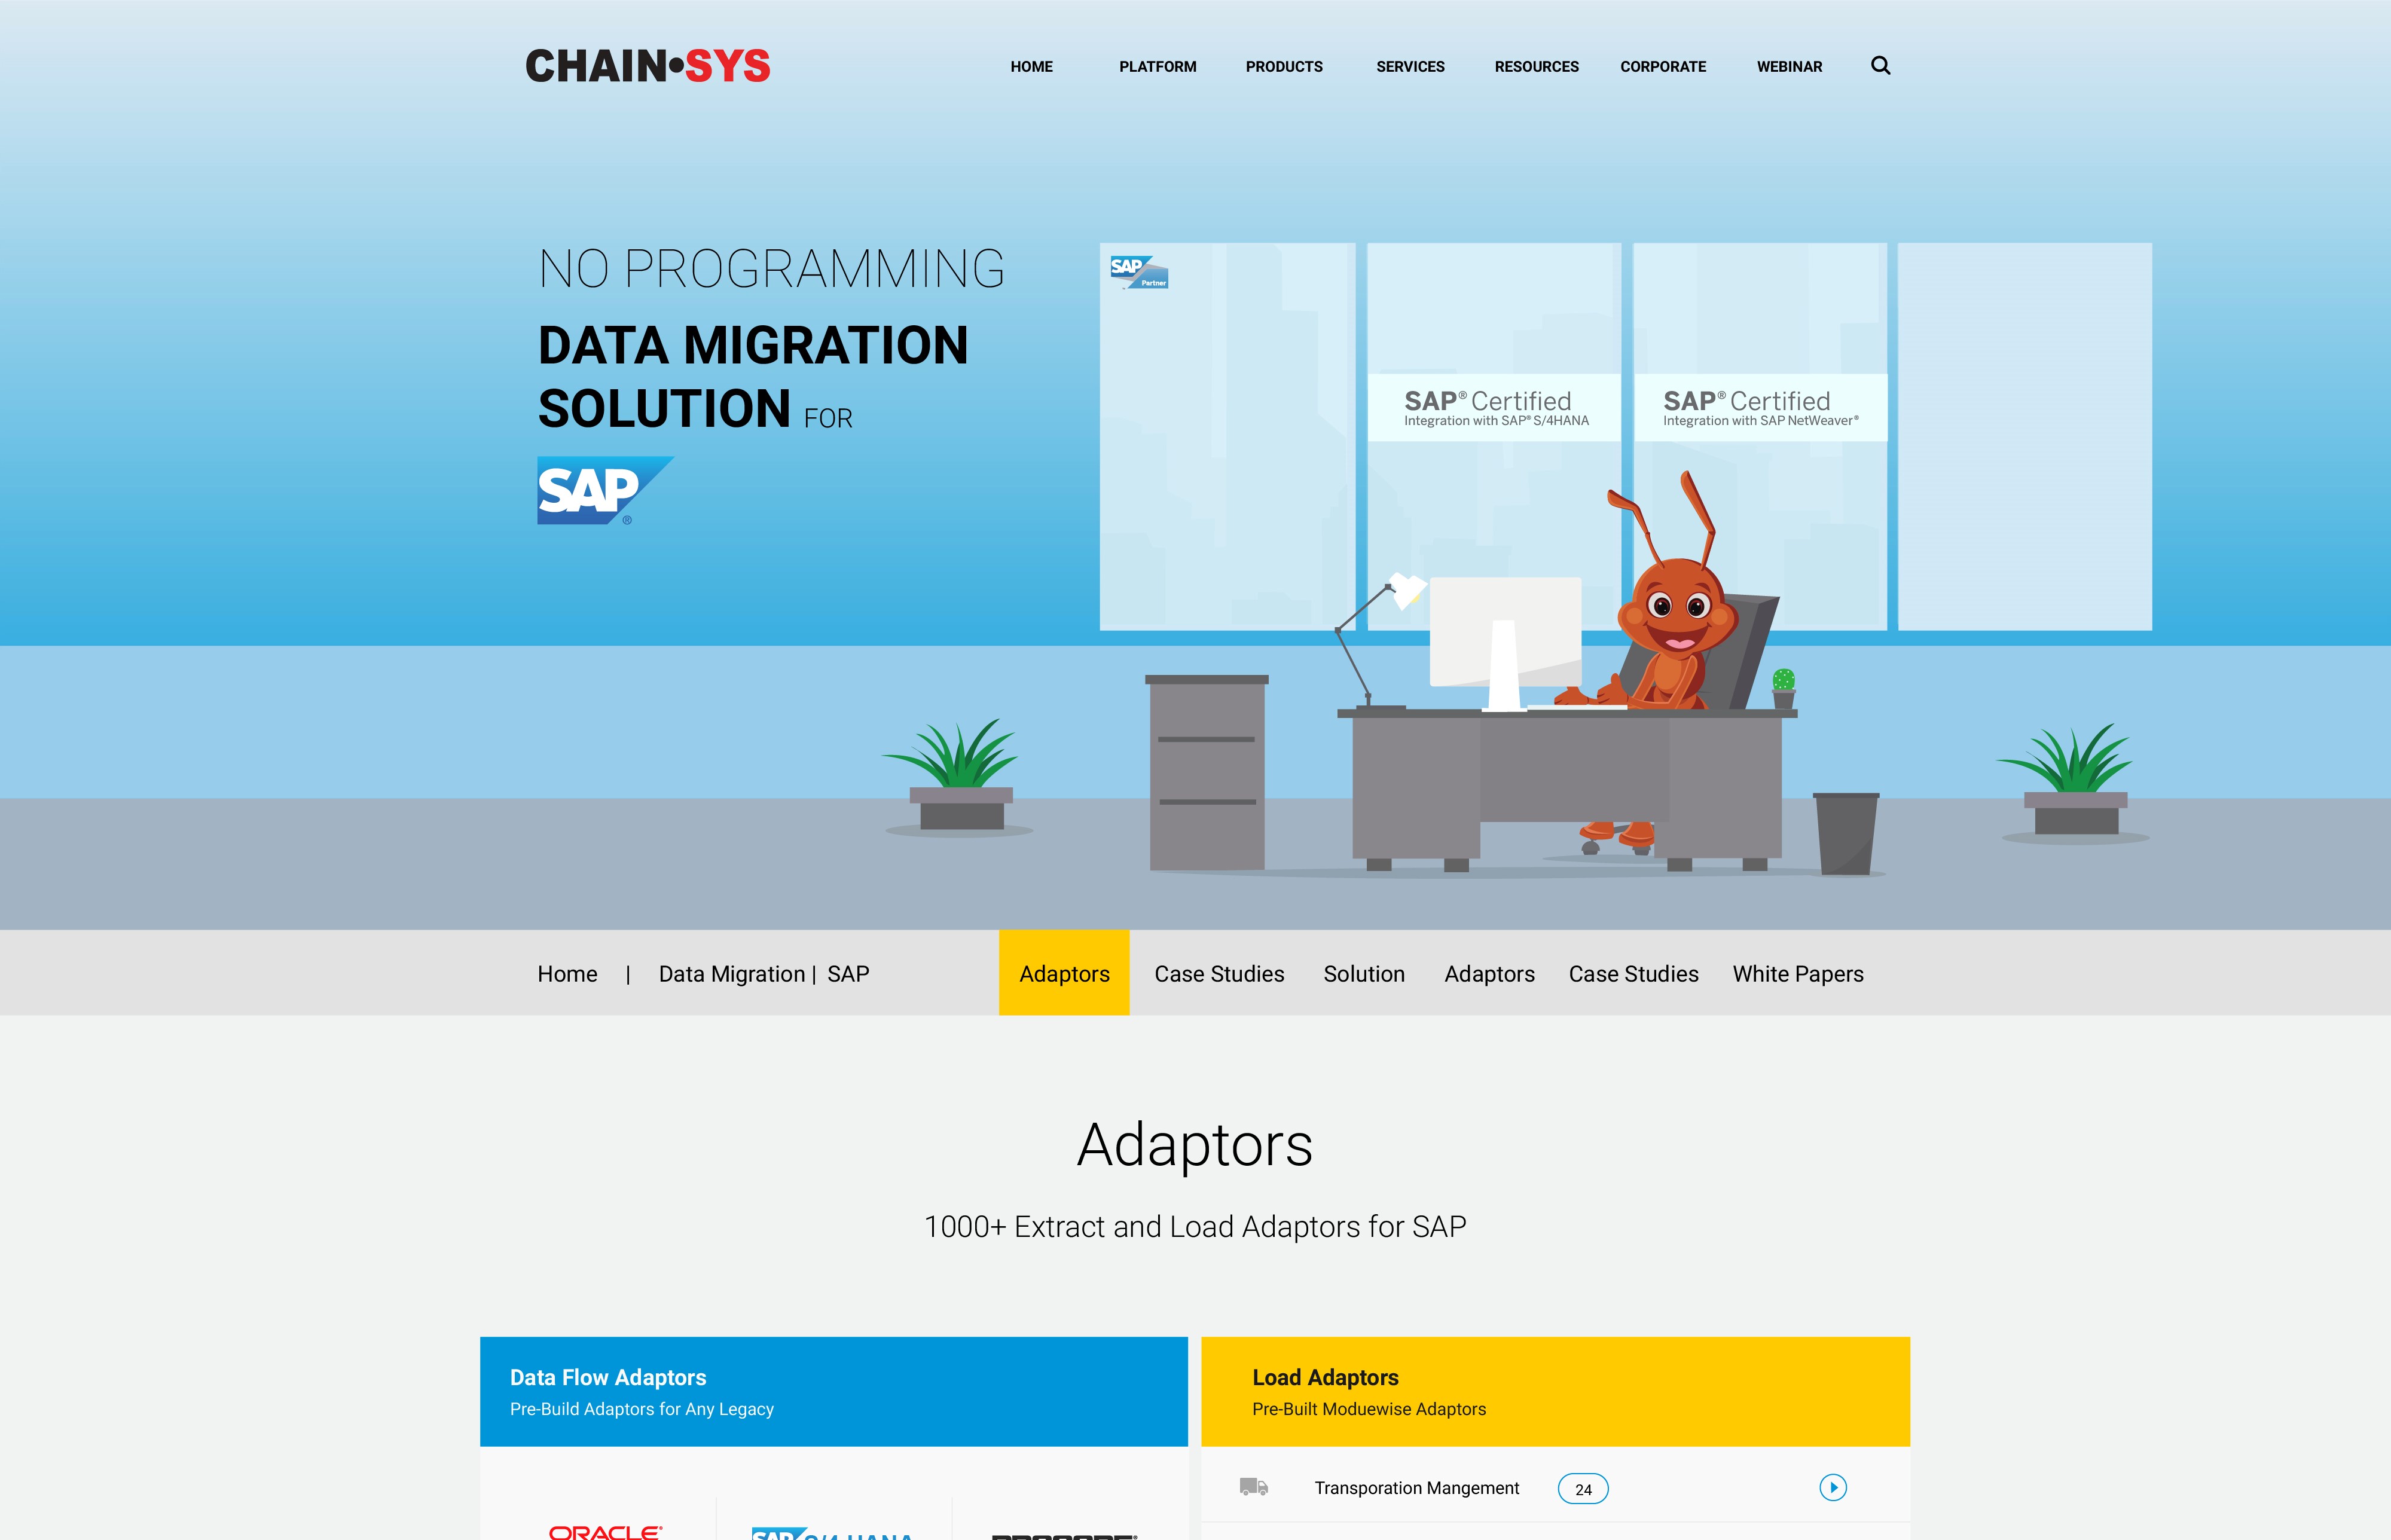 CHAIN•SYS
HOME PLATFORM PRODUCTS SERVICES RESOURCES CORPORATE WEBINAR
NO PROGRAMMING
DATA MIGRATION
SOLUTION FOR
SAP®
SAP
Partner
SAP® Certified
Integration with SAP® S/4HANA
SAP® Certified
Integration with SAP NetWeaver®
Home | Data Migration | SAP
Adaptors Case Studies Solution Adaptors Case Studies White Papers
Adaptors
1000+ Extract and Load Adaptors for SAP
Data Flow Adaptors
Pre-Build Adaptors for Any Legacy
Load Adaptors
Pre-Built Moduewise Adaptors
ORACLE®
SAP S/4 HANA
PROCORE®
Transporation Mangement 24